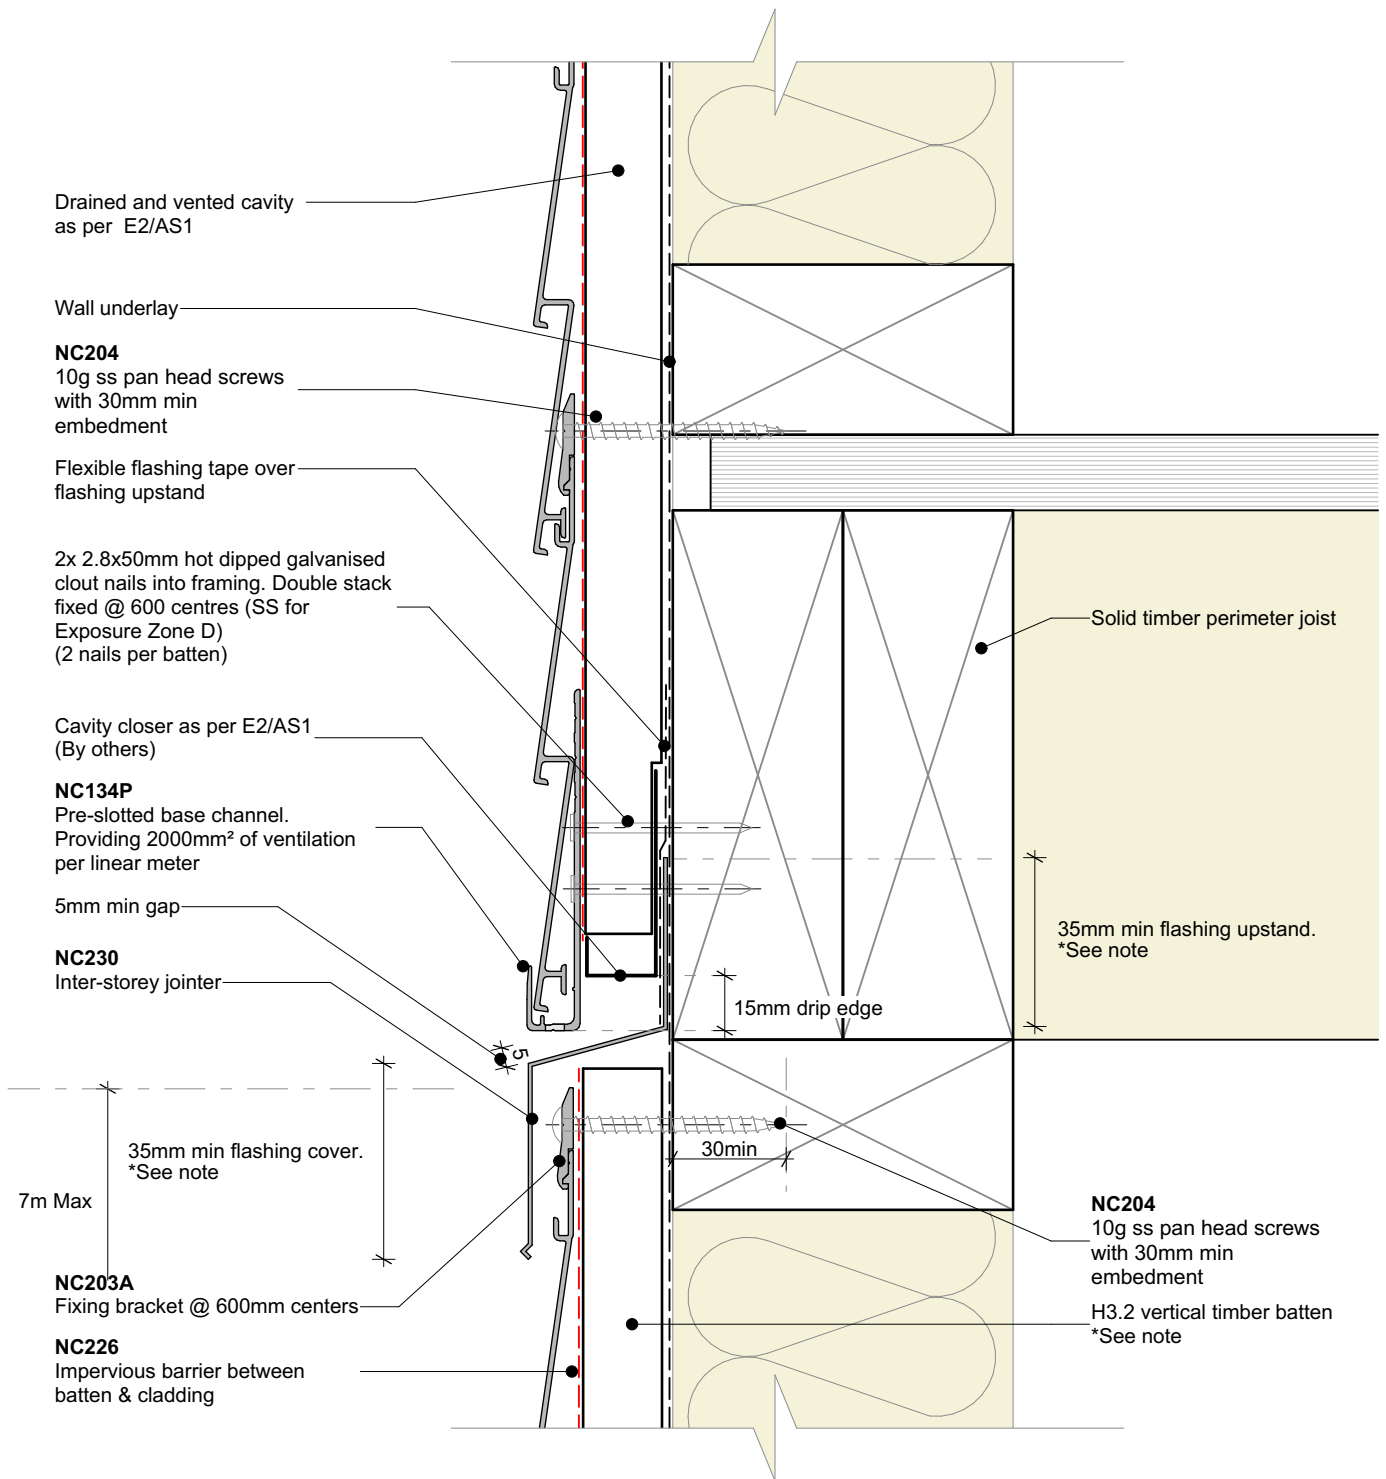 Drained and vented cavity
as per E2/AS1
Wall underlay
NC204
10g ss pan head screws
with 30mm min
embedment
Flexible flashing tape over
flashing upstand
2x 2.8x50mm hot dipped galvanised
clout nails into framing. Double stack
fixed @ 600 centres (SS for
Exposure Zone D)
(2 nails per batten)
Solid timber perimeter joist
Cavity closer as per E2/AS1
(By others)
NC134P
Pre-slotted base channel.
Providing 2000mm² of ventilation
per linear meter
5mm min gap
35mm min flashing upstand.
*See note
NC230
Inter-storey jointer
15mm drip edge
5
35mm min flashing cover.
*See note
30min
7m Max
NC204
10g ss pan head screws
with 30mm min
embedment
NC203A
Fixing bracket @ 600mm centers
H3.2 vertical timber batten
*See note
NC226
Impervious barrier between
batten & cladding